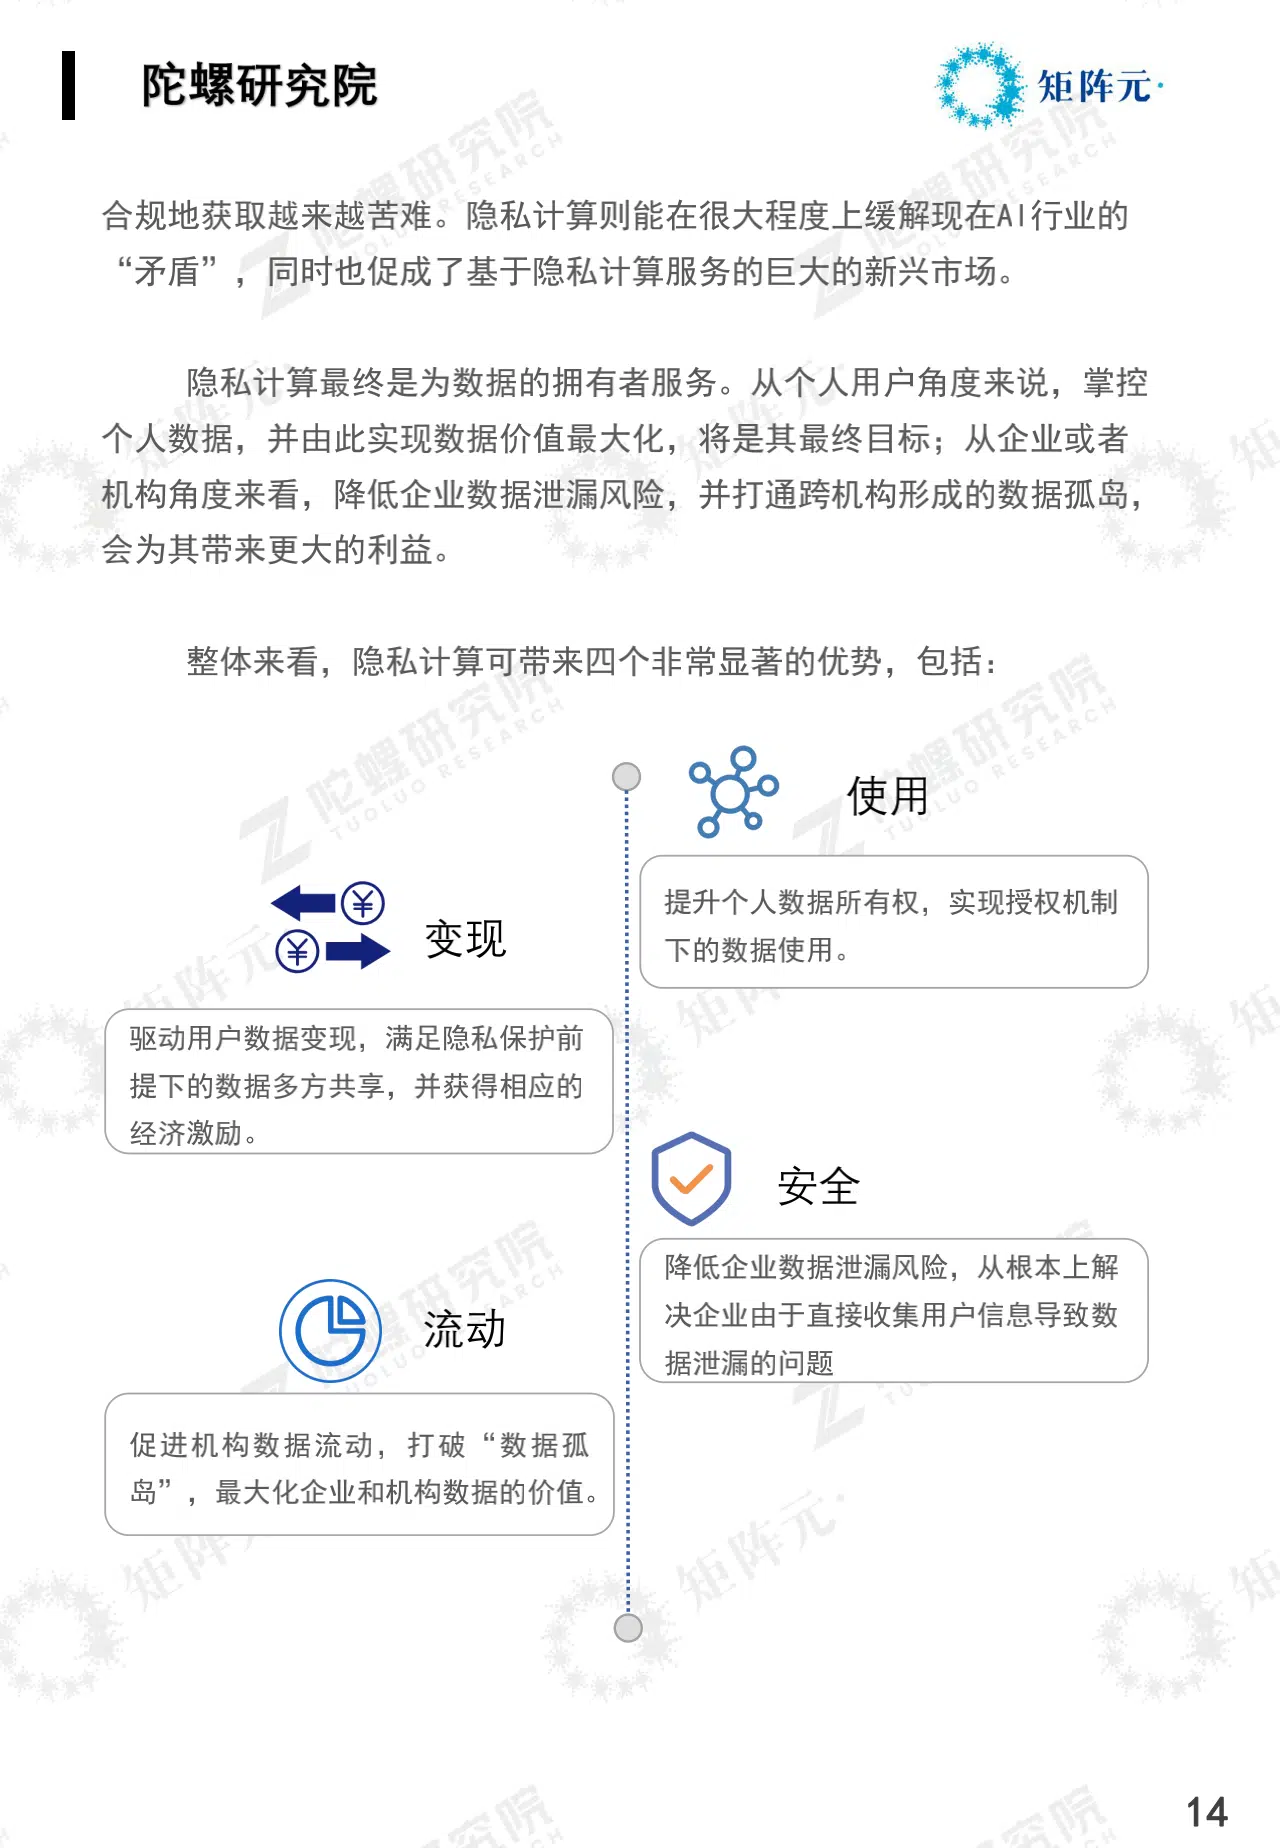 陀螺研究院
矩阵元
合规地获取越来越苦难。隐私计算则能在很大程度上缓解现在AI行业的
“矛盾”，同时也促成了基于隐私计算服务的巨大的新兴市场。
隐私计算最终是为数据的拥有者服务。从个人用户角度来说，掌控
个人数据，并由此实现数据价值最大化，将是其最终目标；从企业或者
机构角度来看，降低企业数据泄漏风险，并打通跨机构形成的数据孤岛，
会为其带来更大的利益。
整体来看，隐私计算可带来四个非常显著的优势，包括：
使用
提升个人数据所有权，实现授权机制
下的数据使用。
变现
驱动用户数据变现，满足隐私保护前
提下的数据多方共享，并获得相应的
经济激励。
安全
降低企业数据泄漏风险，从根本上解
决企业由于直接收集用户信息导致数
据泄漏的问题
流动
促进机构数据流动，打破“数据孤
岛”，最大化企业和机构数据的价值。
14